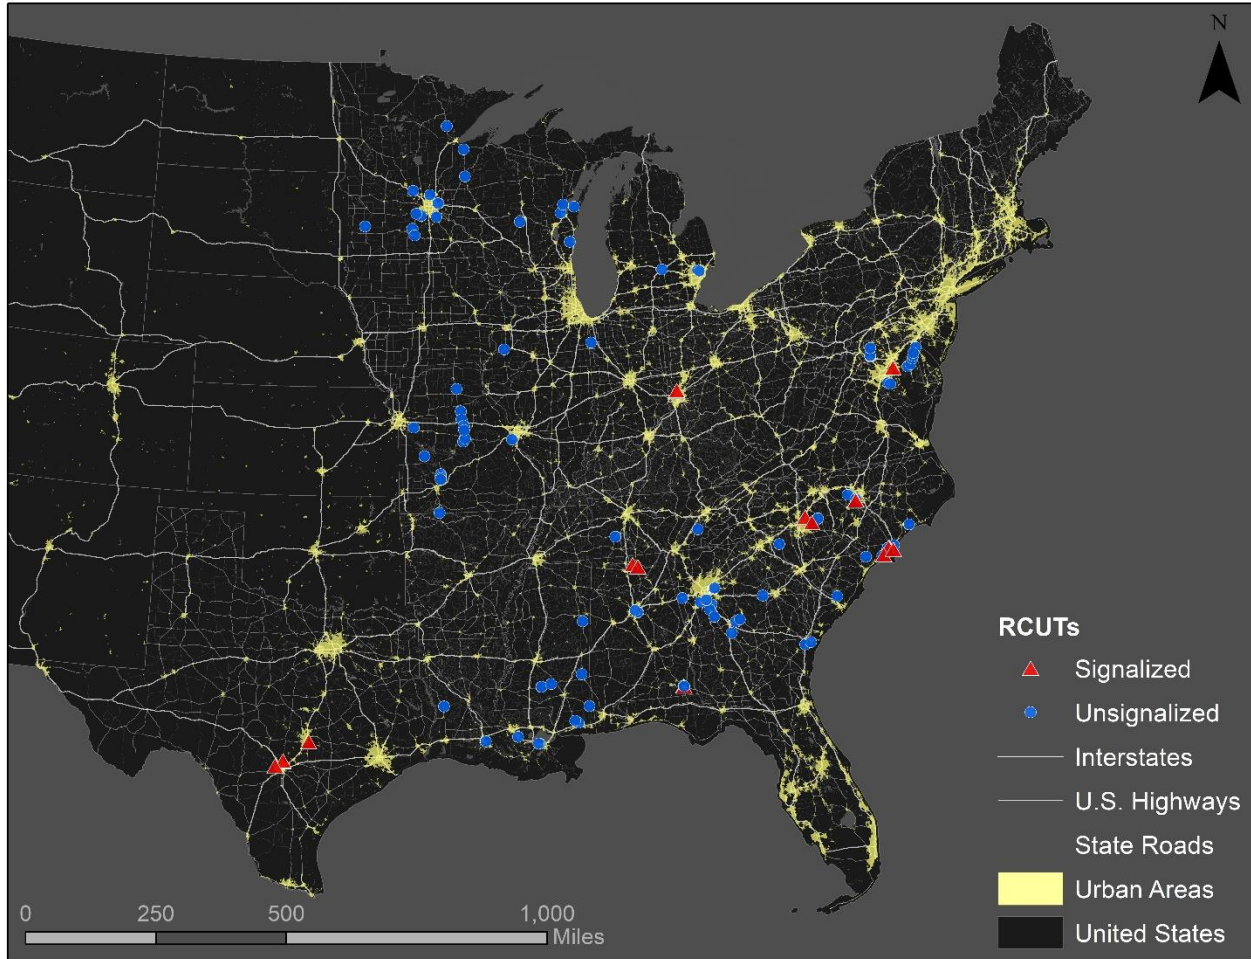 N
RCUTs
Signalized
Unsignalized
Interstates
U.S. Highways
State Roads
Urban Areas
United States
0 250 500 1,000
Miles